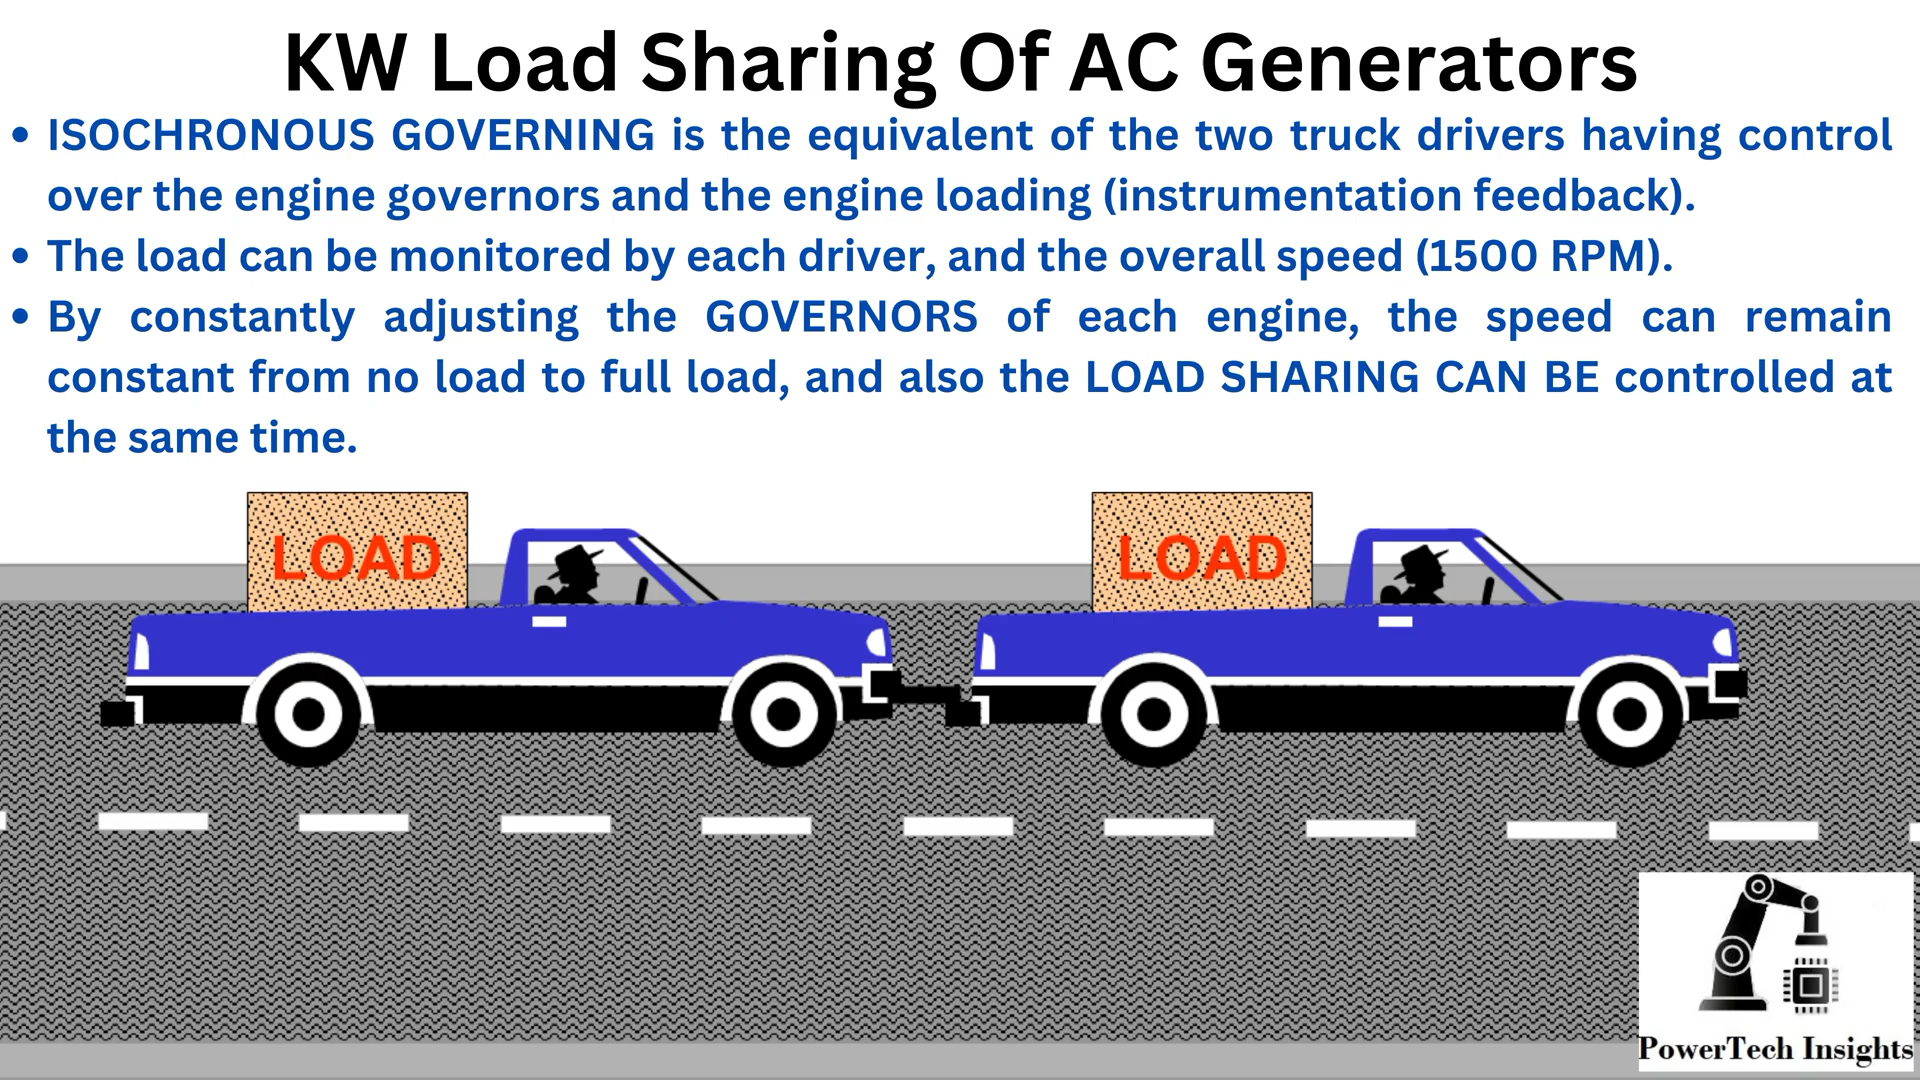 KW Load Sharing Of AC Generators
• ISOCHRONOUS GOVERNING is the equivalent of the two truck drivers having control
over the engine governors and the engine loading (instrumentation feedback).
• The load can be monitored by each driver, and the overall speed (1500 RPM).
• By constantly adjusting the GOVERNORS of each engine, the speed can remain
constant from no load to full load, and also the LOAD SHARING CAN BE controlled at
the same time.
LOAD
LOAD
PowerTech Insights